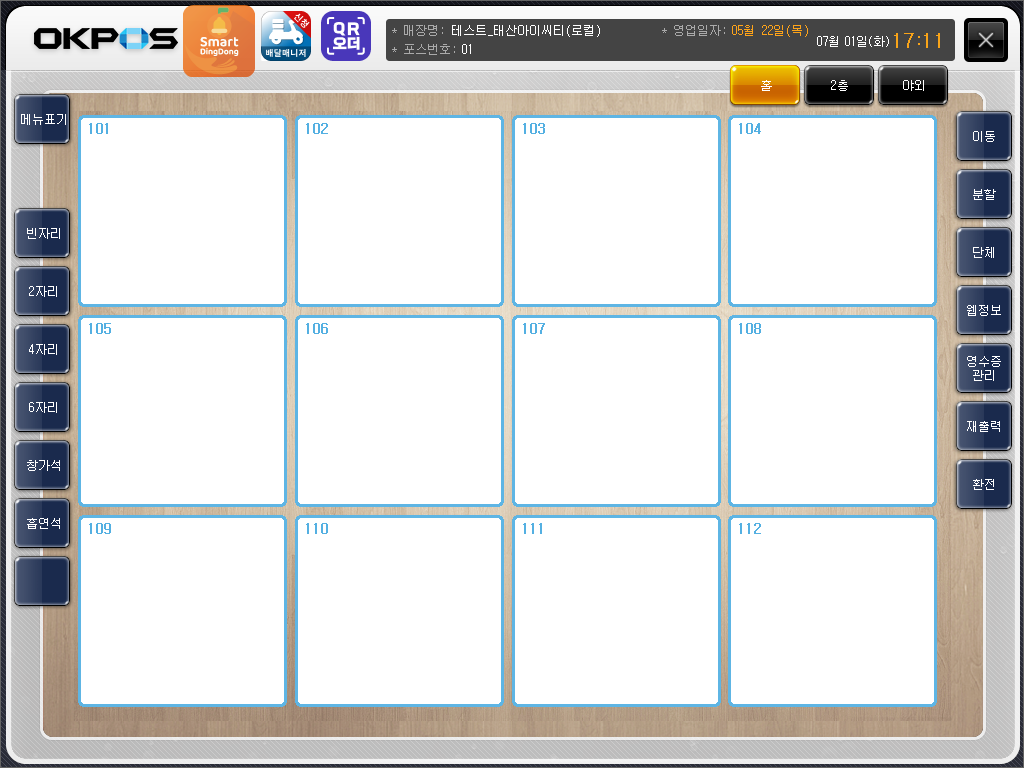 OKPOS
Smart
DingDong
신청
배달매니저
QR
오더
* 매장명: 테스트_태산아이씨티(로컬)
* 영업일자: 05월 22일(목)
* 포스번호: 01
07월 01일(화) 17:11
홀
2층
야외
메뉴표기
빈자리
2자리
4자리
6자리
창가석
흡연석
101
102
103
104
105
106
107
108
109
110
111
112
이동
분할
단체
웹정보
영수증
관리
재출력
환전